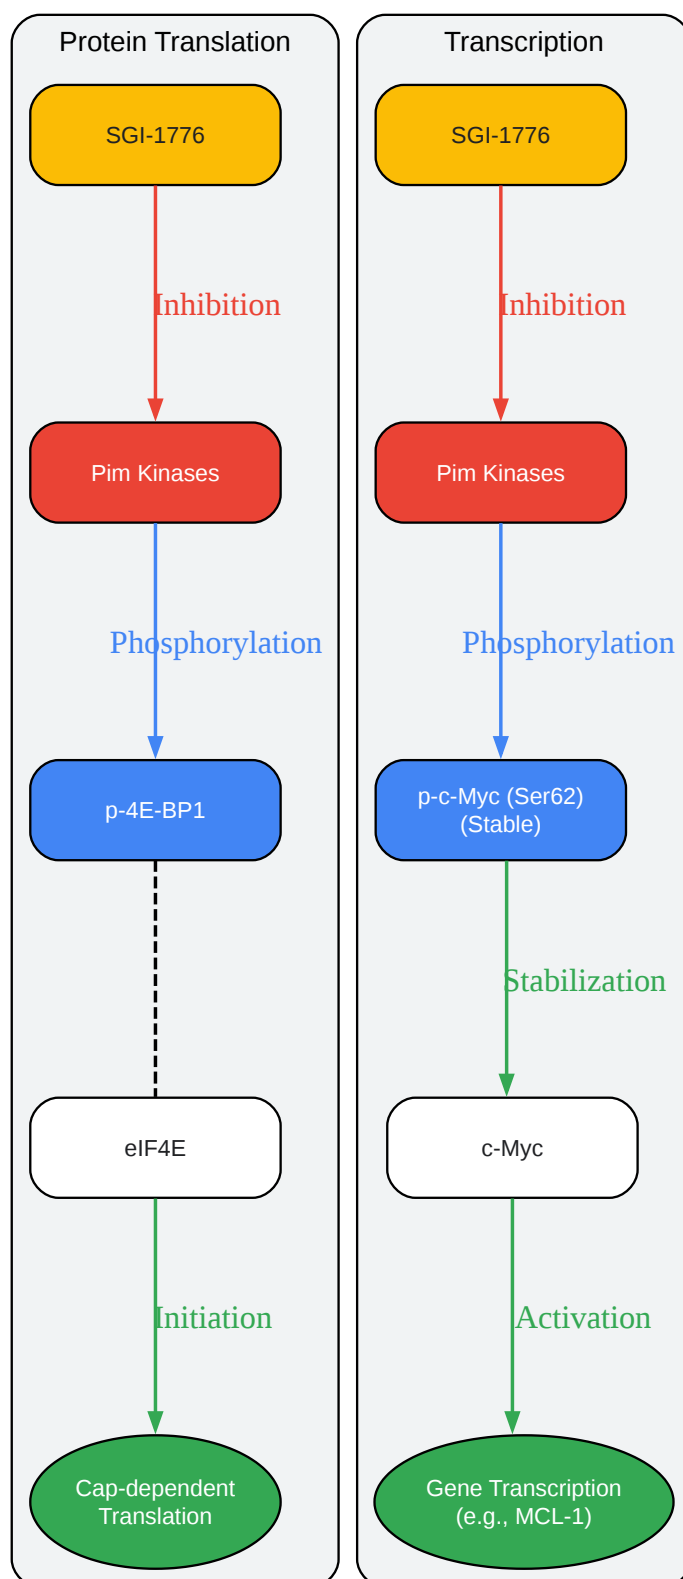 Protein Translation
SGI-1776
Inhibition
Pim Kinases
Phosphorylation
p-4E-BP1
eIF4E
Initiation
Cap-dependent
Translation
Transcription
SGI-1776
Inhibition
Pim Kinases
Phosphorylation
p-c-Myc (Ser62)
(Stable)
Stabilization
c-Myc
Activation
Gene Transcription
(e.g., MCL-1)